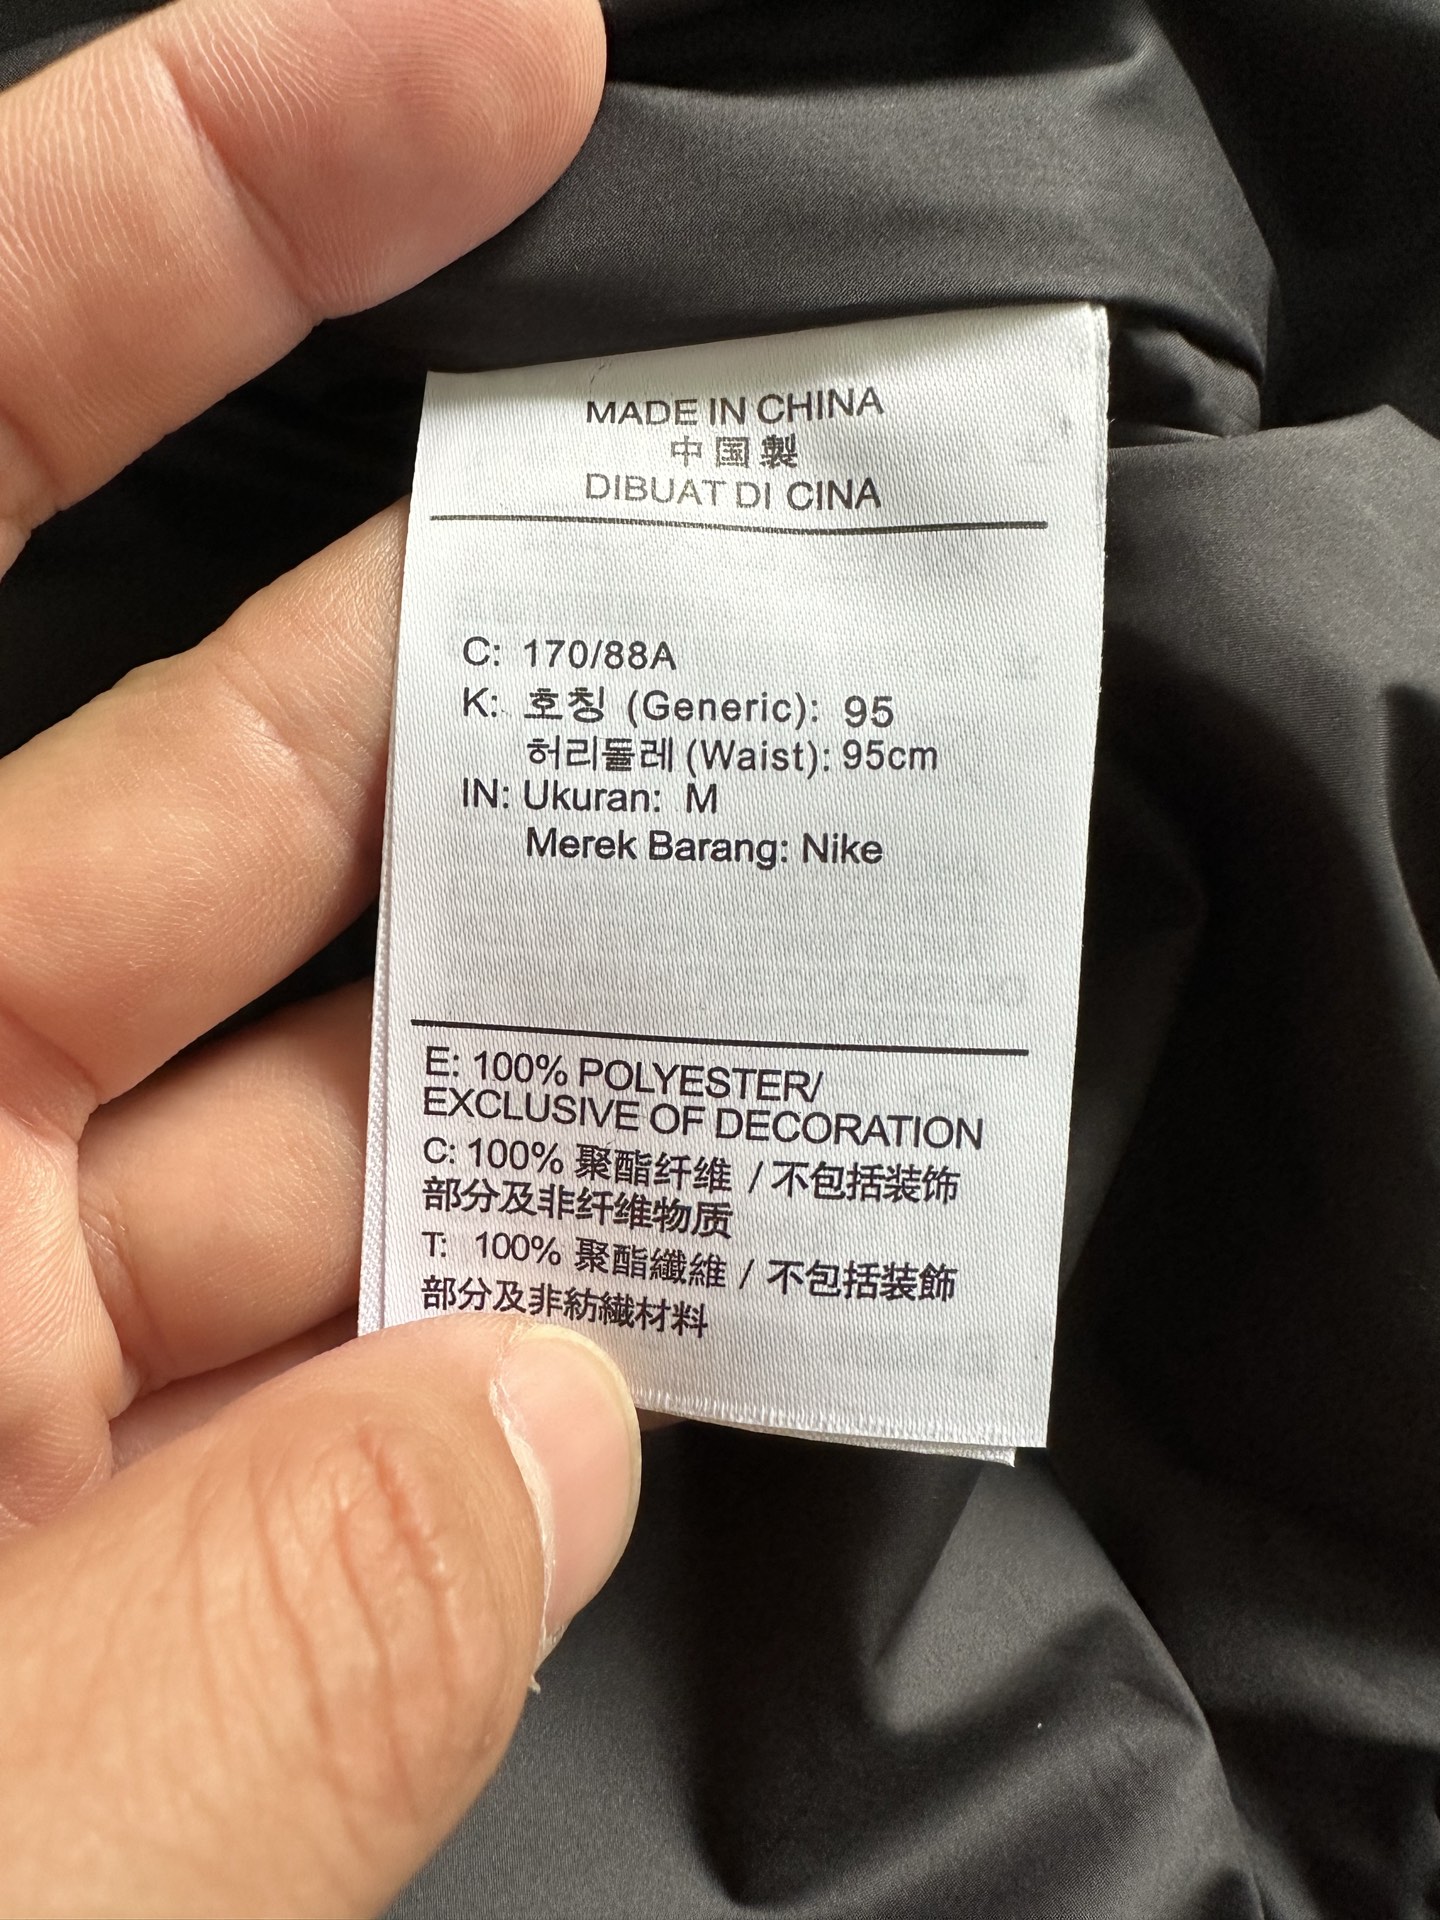 MADE IN CHINA
中国製
DIBUAT DI CINA
C: 170/88A
K: 호칭 (Generic): 95
허리둘레 (Waist): 95cm
IN: Ukuran: M
Merek Barang: Nike
E: 100% POLYESTER/
EXCLUSIVE OF DECORATION
C: 100% 聚酯纤维 / 不包括装饰
部分及非纤维物质
T: 100% 聚酯纖維 / 不包括装飾
部分及非紡纖材料